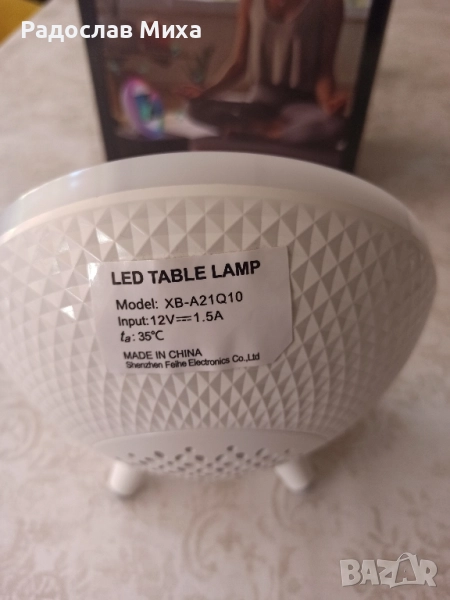 Радослав Миха
LED TABLE LAMP
Model: XB-A21Q10
Input:12V⎓1.5A
ta:35℃
MADE IN CHINA
Shenzhen Feihe Electronics Co.,Ltd
BAZAR